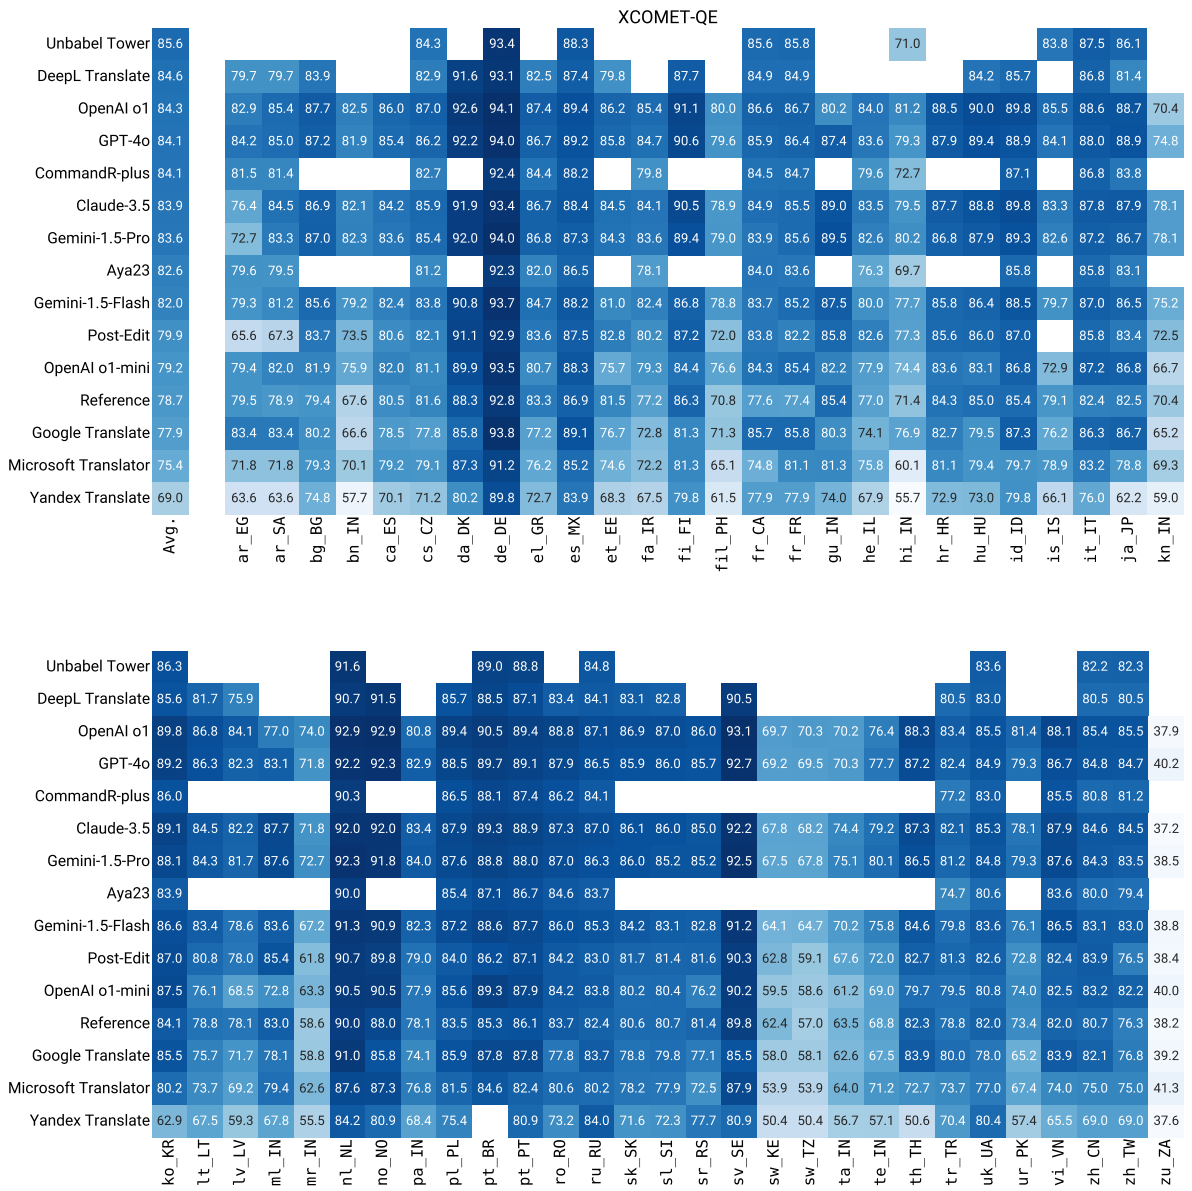 XCOMET-QE
Unbabel Tower 85.6 84.3 93.4 88.3 85.6 85.8 71.0 83.8 87.5 86.1
DeepL Translate 84.6 79.7 79.7 83.9 82.9 91.6 93.1 82.5 87.4 79.8 87.7 84.9 84.9 84.2 85.7 86.8 81.4
OpenAI o1 84.3 82.9 85.4 87.7 82.5 86.0 87.0 92.6 94.1 87.4 89.4 86.2 85.4 91.1 80.0 86.6 86.7 80.2 84.0 81.2 88.5 90.0 89.8 85.5 88.6 88.7 70.4
GPT-4o 84.1 84.2 85.0 87.2 81.9 85.4 86.2 92.2 94.0 86.7 89.2 85.8 84.7 90.6 79.6 85.9 86.4 87.4 83.6 79.3 87.9 89.4 88.9 84.1 88.0 88.9 74.8
CommandR-plus 84.1 81.5 81.4 82.7 92.4 84.4 88.2 79.8 84.5 84.7 79.6 72.7 87.1 86.8 83.8
Claude-3.5 83.9 76.4 84.5 86.9 82.1 84.2 85.9 91.9 93.4 86.7 88.4 84.5 84.1 90.5 78.9 84.9 85.5 89.0 83.5 79.5 87.7 88.8 89.8 83.3 87.8 87.9 78.1
Gemini-1.5-Pro 83.6 72.7 83.3 87.0 82.3 83.6 85.4 92.0 94.0 86.8 87.3 84.3 83.6 89.4 79.0 83.9 85.6 89.5 82.6 80.2 86.8 87.9 89.3 82.6 87.2 86.7 78.1
Aya23 82.6 79.6 79.5 81.2 92.3 82.0 86.5 78.1 84.0 83.6 76.3 69.7 85.8 85.8 83.1
Gemini-1.5-Flash 82.0 79.3 81.2 85.6 79.2 82.4 83.8 90.8 93.7 84.7 88.2 81.0 82.4 86.8 78.8 83.7 85.2 87.5 80.0 77.7 85.8 86.4 88.5 79.7 87.0 86.5 75.2
Post-Edit 79.9 65.6 67.3 83.7 73.5 80.6 82.1 91.1 92.9 83.6 87.5 82.8 80.2 87.2 72.0 83.8 82.2 85.8 82.6 77.3 85.6 86.0 87.0 85.8 83.4 72.5
OpenAI o1-mini 79.2 79.4 82.0 81.9 75.9 82.0 81.1 89.9 93.5 80.7 88.3 75.7 79.3 84.4 76.6 84.3 85.4 82.2 77.9 74.4 83.6 83.1 86.8 72.9 87.2 86.8 66.7
Reference 78.7 79.5 78.9 79.4 67.6 80.5 81.6 88.3 92.8 83.3 86.9 81.5 77.2 86.3 70.8 77.6 77.4 85.4 77.0 71.4 84.3 85.0 85.4 79.1 82.4 82.5 70.4
Google Translate 77.9 83.4 83.4 80.2 66.6 78.5 77.8 85.8 93.8 77.2 89.1 76.7 72.8 81.3 71.3 85.7 85.8 80.3 74.1 76.9 82.7 79.5 87.3 76.2 86.3 86.7 65.2
Microsoft Translator 75.4 71.8 71.8 79.3 70.1 79.2 79.1 87.3 91.2 76.2 85.2 74.6 72.2 81.3 65.1 74.8 81.1 81.3 75.8 60.1 81.1 79.4 79.7 78.9 83.2 78.8 69.3
Yandex Translate 69.0 63.6 63.6 74.8 57.7 70.1 71.2 80.2 89.8 72.7 83.9 68.3 67.5 79.8 61.5 77.9 77.9 74.0 67.9 55.7 72.9 73.0 79.8 66.1 76.0 62.2 59.0
Avg. ar_EG ar_SA bg_BG bn_IN ca_ES cs_CZ da_DK de_DE el_GR es_MX et_EE fa_IR fi_FI fil_PH fr_CA fr_FR gu_IN he_IL hi_IN hr_HR hu_HU id_ID is_IS it_IT ja_JP kn_IN
Unbabel Tower 86.3 91.6 89.0 88.8 84.8 83.6 82.2 82.3
DeepL Translate 85.6 81.7 75.9 90.7 91.5 85.7 88.5 87.1 83.4 84.1 83.1 82.8 90.5 80.5 83.0 80.5 80.5
OpenAI o1 89.8 86.8 84.1 77.0 74.0 92.9 92.9 80.8 89.4 90.5 89.4 88.8 87.1 86.9 87.0 86.0 93.1 69.7 70.3 70.2 76.4 88.3 83.4 85.5 81.4 88.1 85.4 85.5 37.9
GPT-4o 89.2 86.3 82.3 83.1 71.8 92.2 92.3 82.9 88.5 89.7 89.1 87.9 86.5 85.9 86.0 85.7 92.7 69.2 69.5 70.3 77.7 87.2 82.4 84.9 79.3 86.7 84.8 84.7 40.2
CommandR-plus 86.0 90.3 86.5 88.1 87.4 86.2 84.1 77.2 83.0 85.5 80.8 81.2
Claude-3.5 89.1 84.5 82.2 87.7 71.8 92.0 92.0 83.4 87.9 89.3 88.9 87.3 87.0 86.1 86.0 85.0 92.2 67.8 68.2 74.4 79.2 87.3 82.1 85.3 78.1 87.9 84.6 84.5 37.2
Gemini-1.5-Pro 88.1 84.3 81.7 87.6 72.7 92.3 91.8 84.0 87.6 88.8 88.0 87.0 86.3 86.0 85.2 85.2 92.5 67.5 67.8 75.1 80.1 86.5 81.2 84.8 79.3 87.6 84.3 83.5 38.5
Aya23 83.9 90.0 85.4 87.1 86.7 84.6 83.7 74.7 80.6 83.6 80.0 79.4
Gemini-1.5-Flash 86.6 83.4 78.6 83.6 67.2 91.3 90.9 82.3 87.2 88.6 87.7 86.0 85.3 84.2 83.1 82.8 91.2 64.1 64.7 70.2 75.8 84.6 79.8 83.6 76.1 86.5 83.1 83.0 38.8
Post-Edit 87.0 80.8 78.0 85.4 61.8 90.7 89.8 79.0 84.0 86.2 87.1 84.2 83.0 81.7 81.4 81.6 90.3 62.8 59.1 67.6 72.0 82.7 81.3 82.6 72.8 82.4 83.9 76.5 38.4
OpenAI o1-mini 87.5 76.1 68.5 72.8 63.3 90.5 90.5 77.9 85.6 89.3 87.9 84.2 83.8 80.2 80.4 76.2 90.2 59.5 58.6 61.2 69.0 79.7 79.5 80.8 74.0 82.5 83.2 82.2 40.0
Reference 84.1 78.8 78.1 83.0 58.6 90.0 88.0 78.1 83.5 85.3 86.1 83.7 82.4 80.6 80.7 81.4 89.8 62.4 57.0 63.5 68.8 82.3 78.8 82.0 73.4 82.0 80.7 76.3 38.2
Google Translate 85.5 75.7 71.7 78.1 58.8 91.0 85.8 74.1 85.9 87.8 87.8 77.8 83.7 78.8 79.8 77.1 85.5 58.0 58.1 62.6 67.5 83.9 80.0 78.0 65.2 83.9 82.1 76.8 39.2
Microsoft Translator 80.2 73.7 69.2 79.4 62.6 87.6 87.3 76.8 81.5 84.6 82.4 80.6 80.2 78.2 77.9 72.5 87.9 53.9 53.9 64.0 71.2 72.7 73.7 77.0 67.4 74.0 75.0 75.0 41.3
Yandex Translate 62.9 67.5 59.3 67.8 55.5 84.2 80.9 68.4 75.4 80.9 73.2 84.0 71.6 72.3 77.7 80.9 50.4 50.4 56.7 57.1 50.6 70.4 80.4 57.4 65.5 69.0 69.0 37.6
ko_KR lt_LT lv_LV ml_IN mr_IN nl_NL no_NO pa_IN pl_PL pt_BR pt_PT ro_RO ru_RU sk_SK sl_SI sr_RS sv_SE sw_KE sw_TZ ta_IN te_IN th_TH tr_TR uk_UA ur_PK vi_VN zh_CN zh_TW zu_ZA